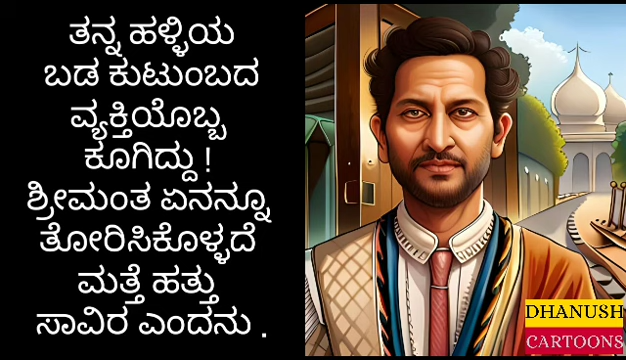 ತನ್ನ ಹಳ್ಳಿಯ
ಬಡ ಕುಟುಂಬದ
ವ್ಯಕ್ತಿಯೊಬ್ಬ
ಕೂಗಿದ್ದು !
ಶ್ರೀಮಂತ ಏನನ್ನೂ
ತೋರಿಸಿಕೊಳ್ಳದೆ
ಮತ್ತೆ ಹತ್ತು
ಸಾವಿರ ಎಂದನು .
DHANUSH
CARTOONS